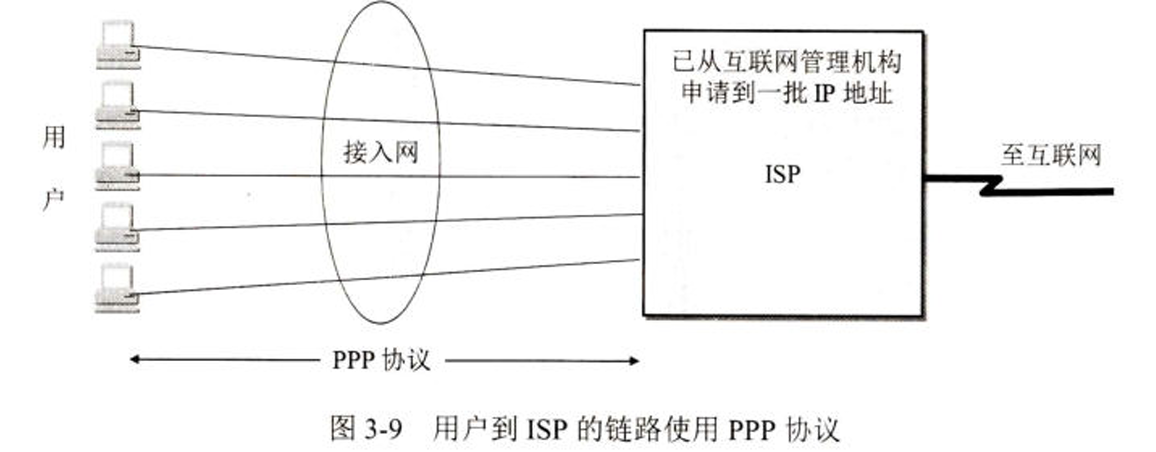 用户
接入网
已从互联网管理机构
申请到一批 IP 地址
ISP
至互联网
PPP 协议
图 3-9 用户到 ISP 的链路使用 PPP 协议